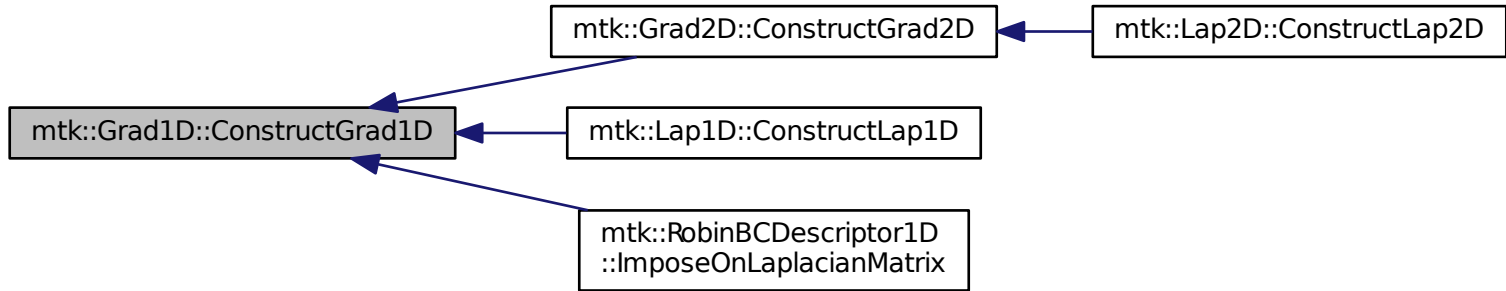 mtk::Grad2D::ConstructGrad2D
mtk::Lap2D::ConstructLap2D
mtk::Grad1D::ConstructGrad1D
mtk::Lap1D::ConstructLap1D
mtk::RobinBCDescriptor1D
::ImposeOnLaplacianMatrix